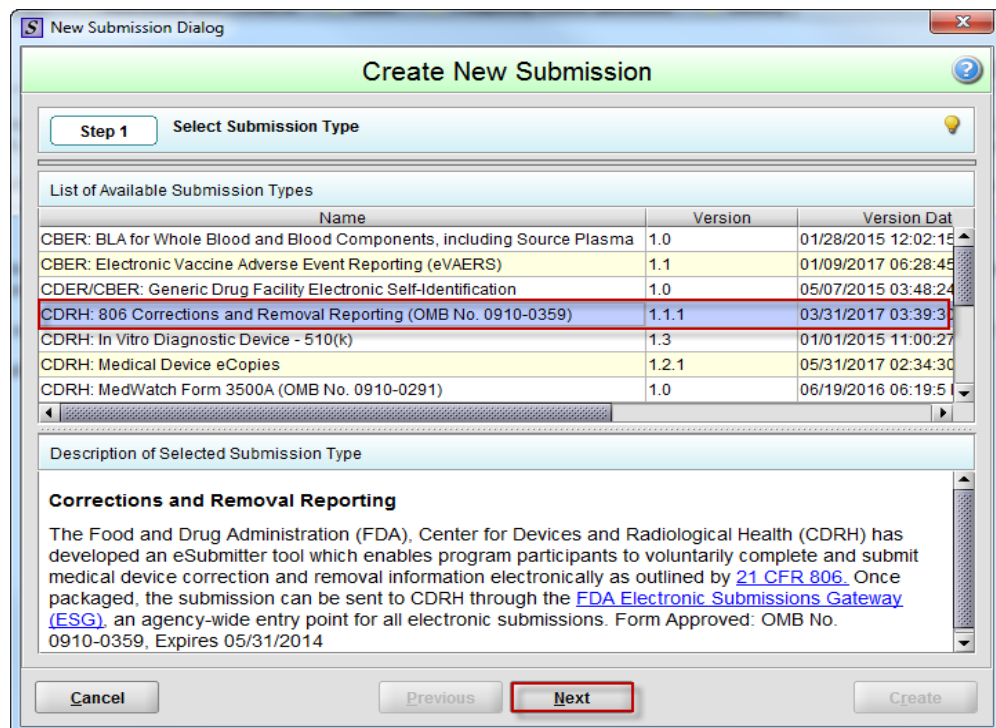 S New Submission Dialog
Create New Submission
Step 1 Select Submission Type
List of Available Submission Types
Name Version Version Dat
CBER: BLA for Whole Blood and Blood Components, including Source Plasma 1.0 01/28/2015 12:02:15
CBER: Electronic Vaccine Adverse Event Reporting (eVAERS) 1.1 01/09/2017 06:28:45
CDER/CBER: Generic Drug Facility Electronic Self-Identification 1.0 05/07/2015 03:48:24
CDRH: 806 Corrections and Removal Reporting (OMB No. 0910-0359) 1.1.1 03/31/2017 03:39:30
CDRH: In Vitro Diagnostic Device - 510(k) 1.3 01/01/2015 11:00:27
CDRH: Medical Device eCopies 1.2.1 05/31/2017 02:34:30
CDRH: MedWatch Form 3500A (OMB No. 0910-0291) 1.0 06/19/2016 06:19:5
Description of Selected Submission Type
Corrections and Removal Reporting
The Food and Drug Administration (FDA), Center for Devices and Radiological Health (CDRH) has
developed an eSubmitter tool which enables program participants to voluntarily complete and submit
medical device correction and removal information electronically as outlined by 21 CFR 806. Once
packaged, the submission can be sent to CDRH through the FDA Electronic Submissions Gateway
(ESG), an agency-wide entry point for all electronic submissions. Form Approved: OMB No.
0910-0359, Expires 05/31/2014
Cancel Previous Next Create